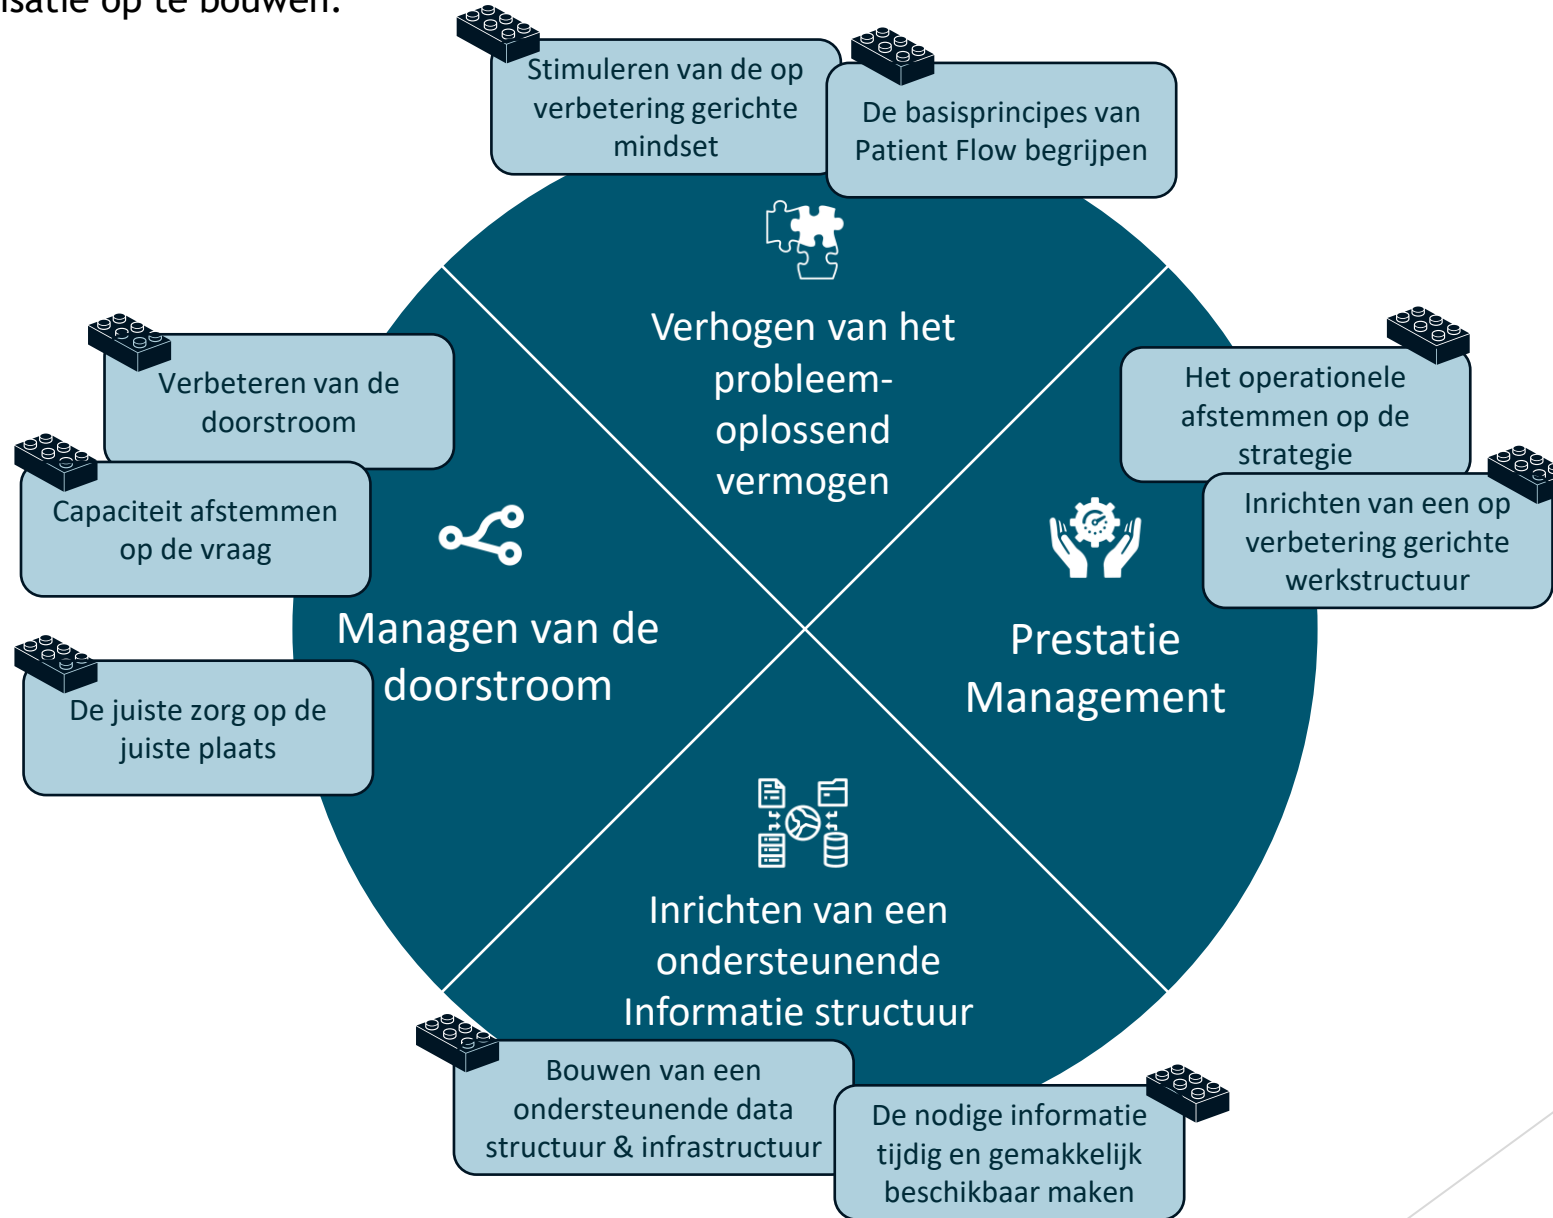 op te bouwen.
Stimuleren van de op
verbetering gerichte
mindset
De basisprincipes van
Patient Flow begrijpen
Verhogen van het
probleem-
oplossend
vermogen
Verbeteren van de
doorstroom
Capaciteit afstemmen
op de vraag
De juiste zorg op de
juiste plaats
Managen van de
doorstroom
Het operationele
afstemmen op de
strategie
Inrichten van een op
verbetering gerichte
werkstructuur
Prestatie
Management
Inrichten van een
ondersteunende
Informatie structuur
Bouwen van een
ondersteunende data
structuur & infrastructuur
De nodige informatie
tijdig en gemakkelijk
beschikbaar maken